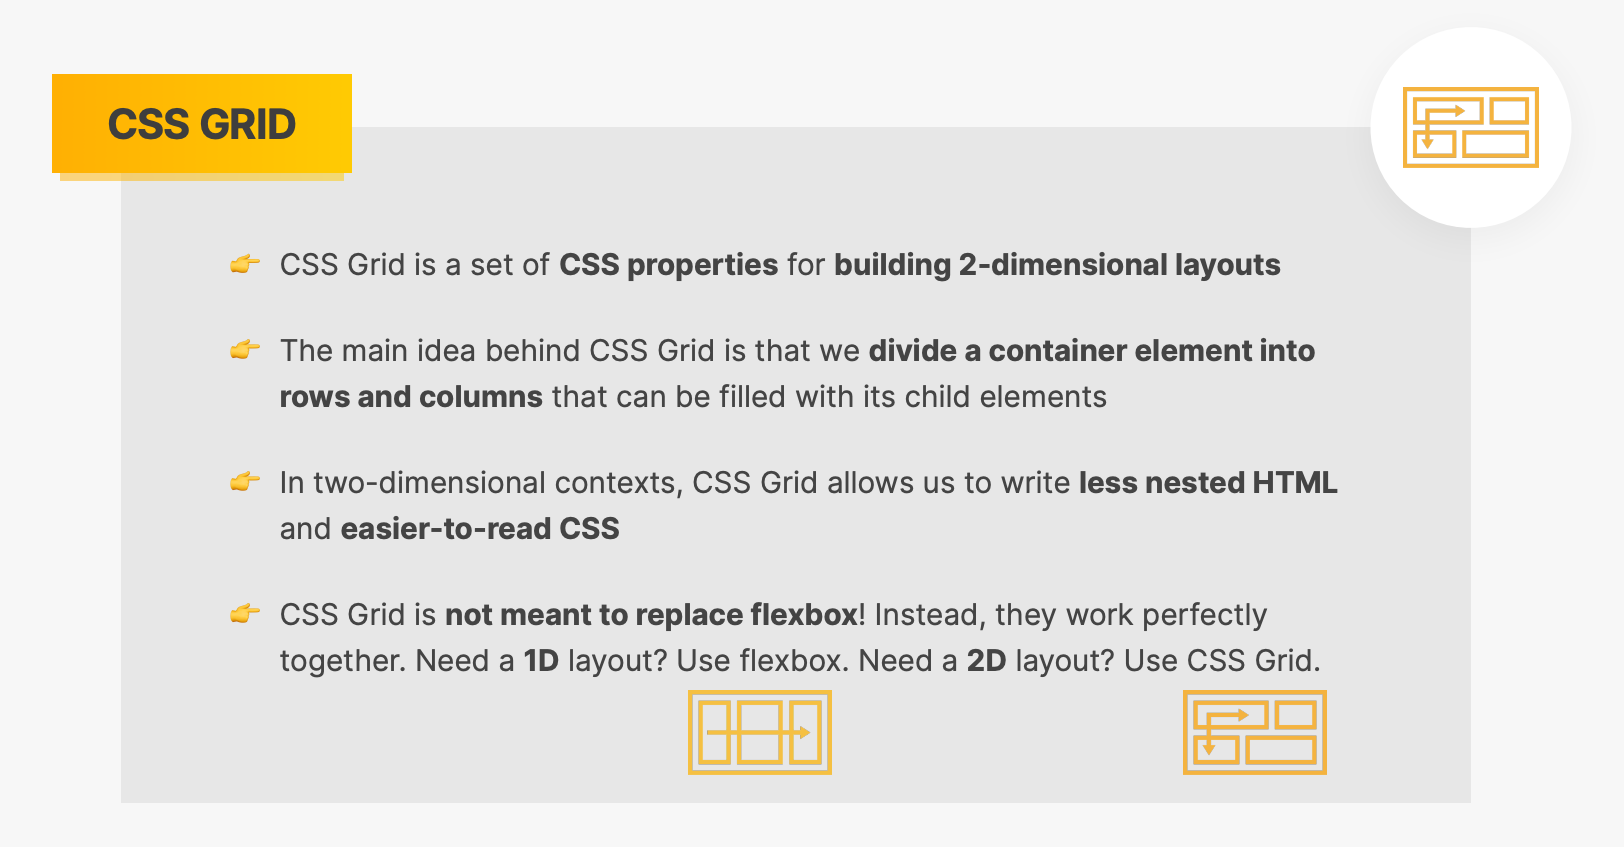 CSS GRID
👉 CSS Grid is a set of CSS properties for building 2-dimensional layouts
👉 The main idea behind CSS Grid is that we divide a container element into
rows and columns that can be filled with its child elements
👉 In two-dimensional contexts, CSS Grid allows us to write less nested HTML
and easier-to-read CSS
👉 CSS Grid is not meant to replace flexbox! Instead, they work perfectly
together. Need a 1D layout? Use flexbox. Need a 2D layout? Use CSS Grid.